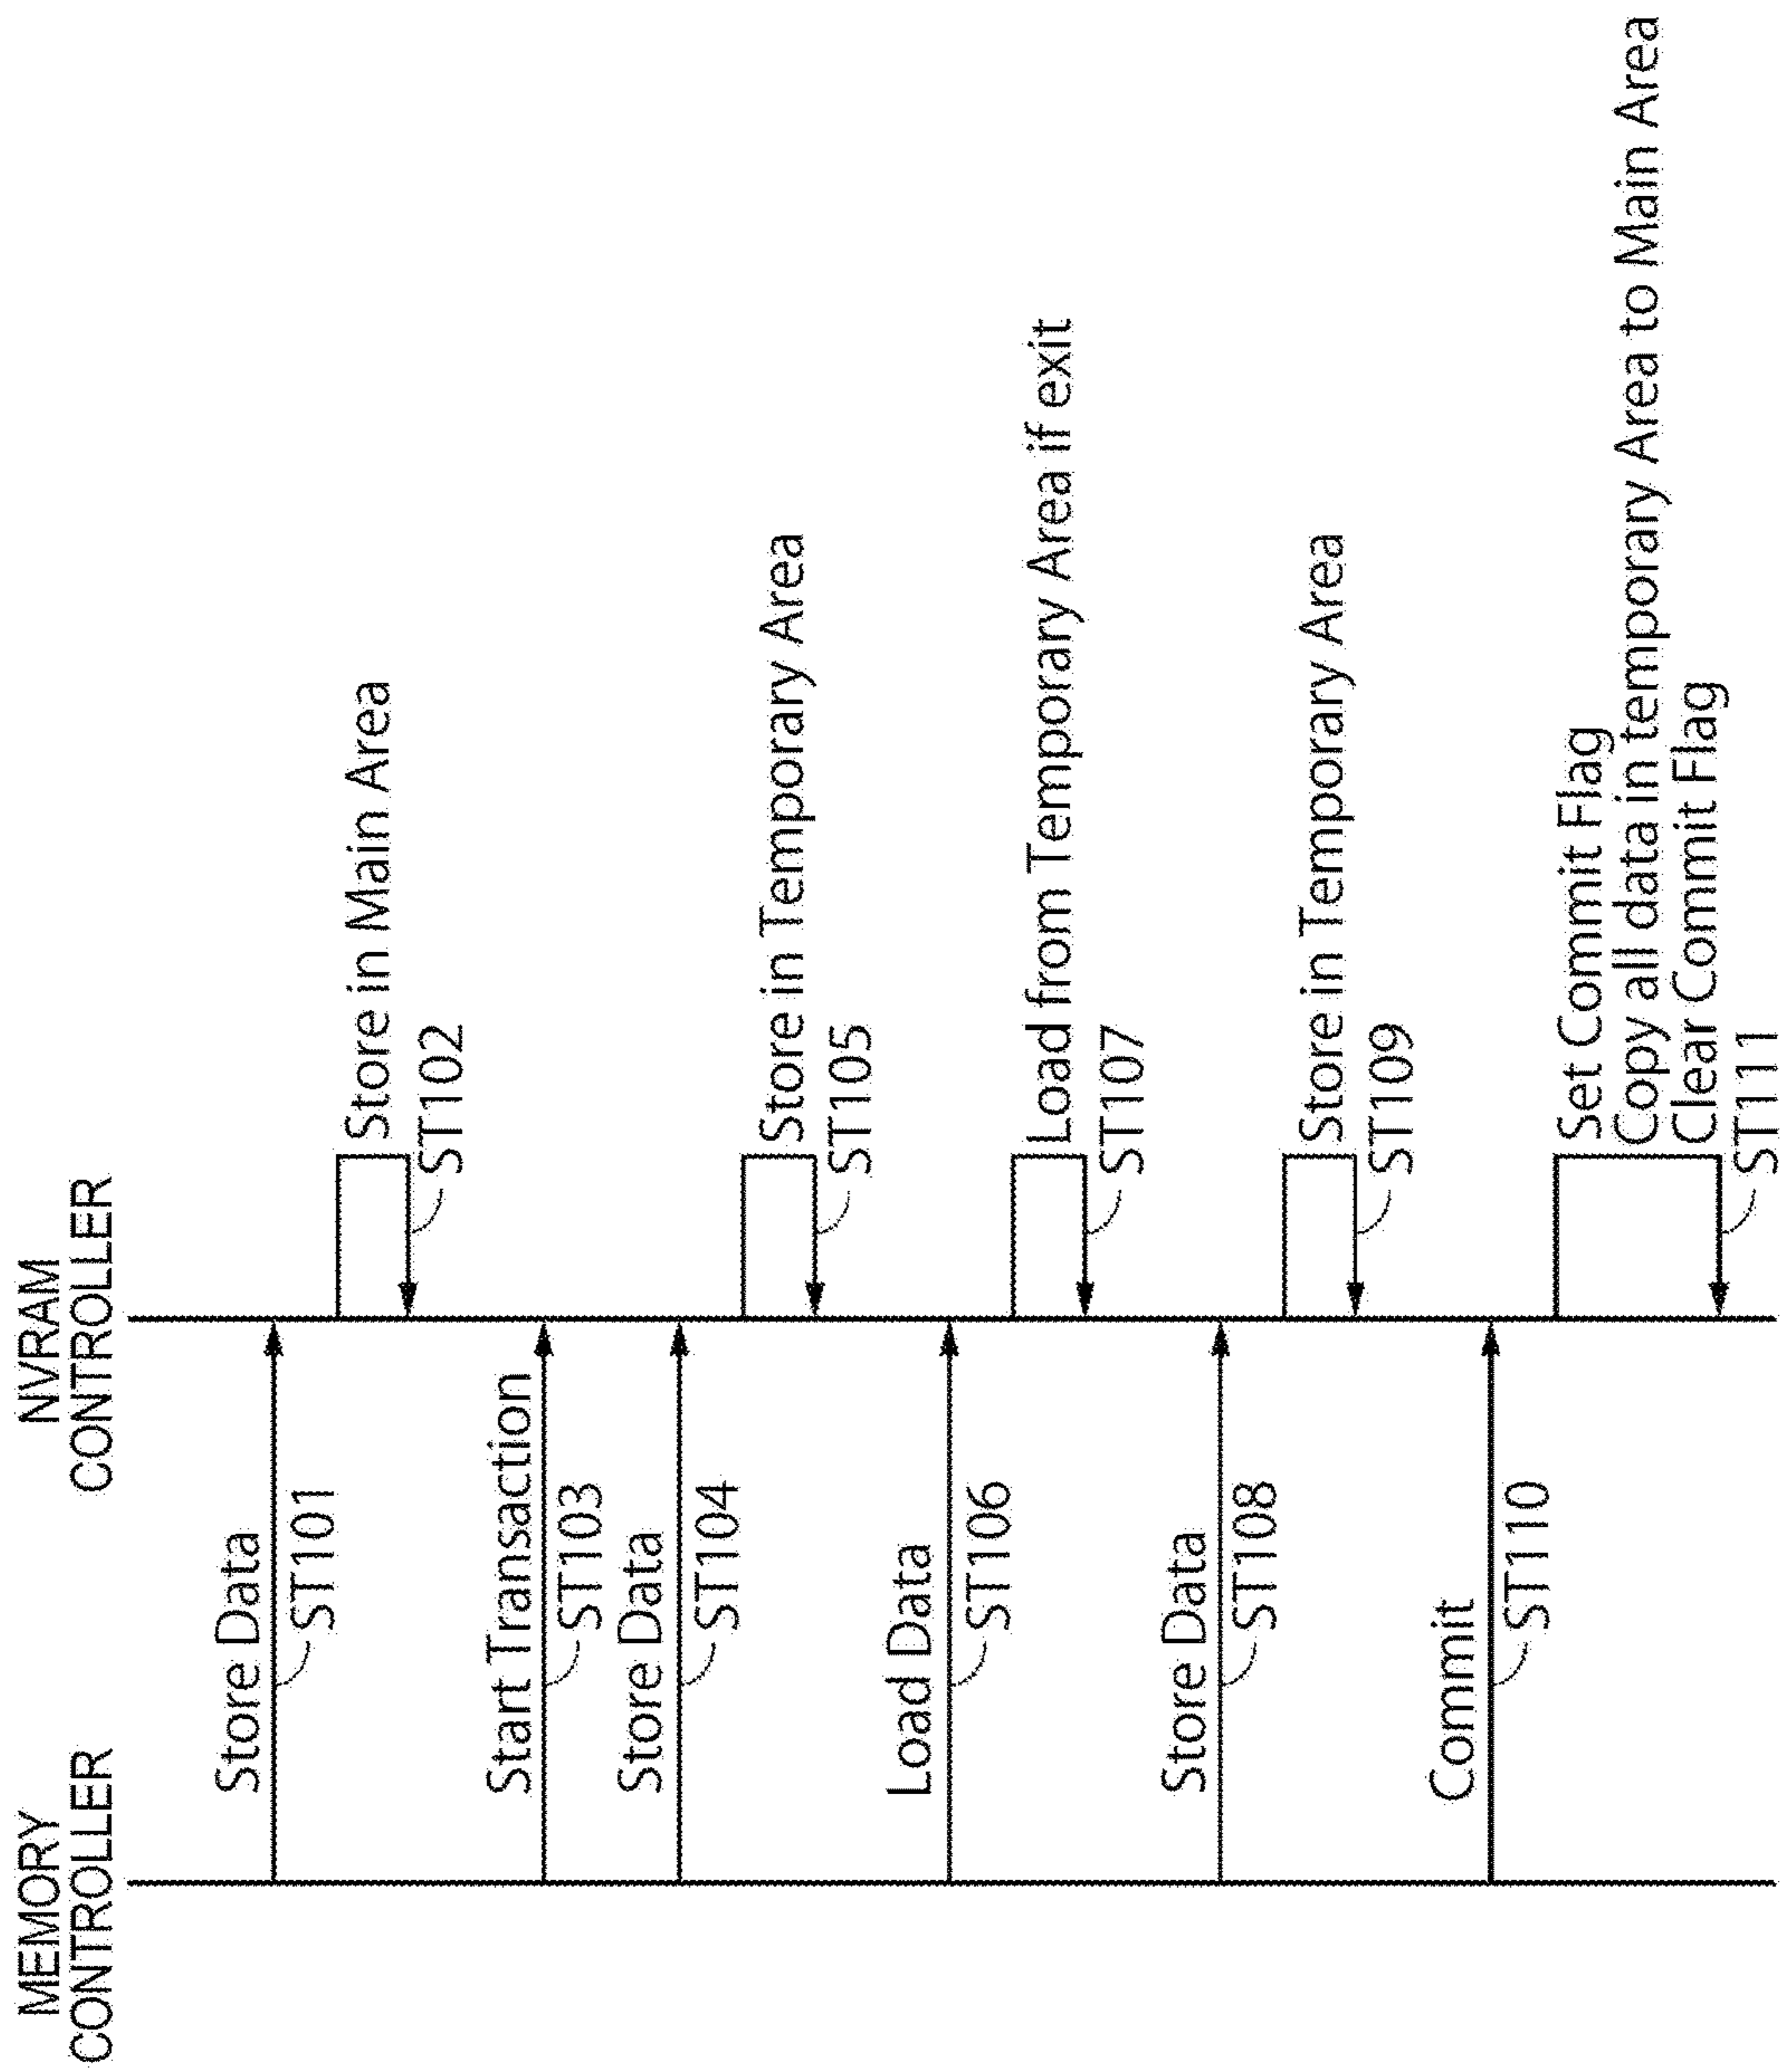 MEMORY
CONTROLLER
NVRAM
CONTROLLER
Store Data
ST101
Store in Main Area
ST102
Start Transaction
ST103
Store Data
ST104
Store in Temporary Area
ST105
Load Data
ST106
Load from Temporary Area if exit
ST107
Store Data
ST108
Store in Temporary Area
ST109
Commit
ST110
Set Commit Flag
Copy all data in temporary Area to Main Area
Clear Commit Flag
ST111